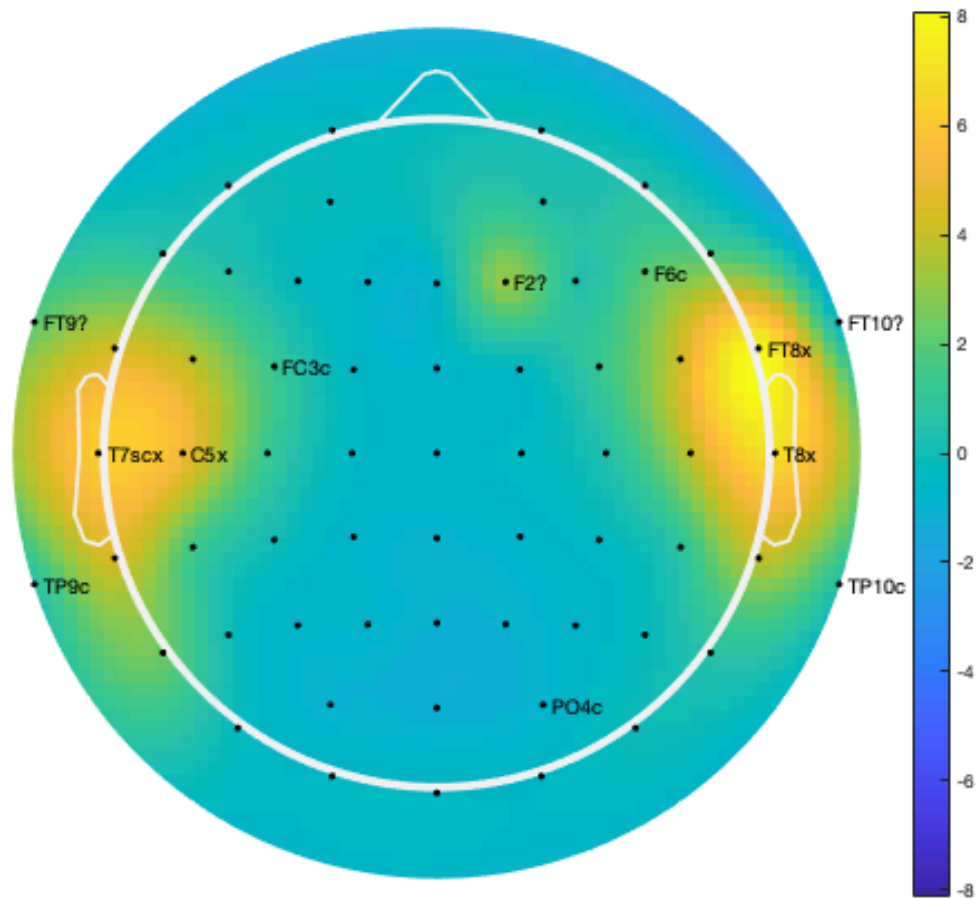 8
6
F2?
F6c
4
FT9?
FT10?
FT8x
2
FC3c
T7scx
C5x
T8x
0
-2
TP9c
TP10c
-4
PO4c
-6
-8